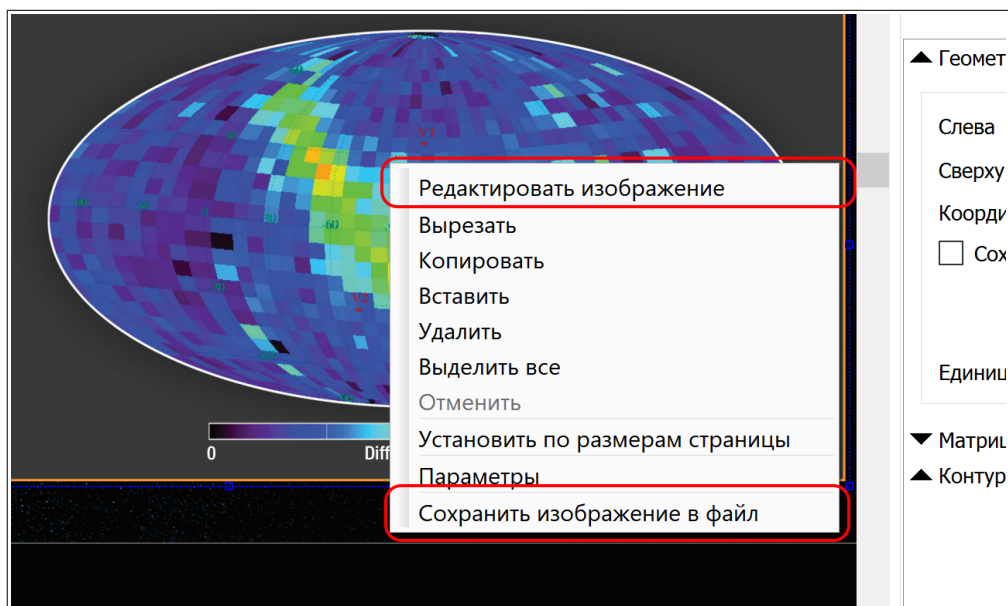 V1
-60
V2
0
Diff
Редактировать изображение
Вырезать
Копировать
Вставить
Удалить
Выделить все
Отменить
Установить по размерам страницы
Параметры
Сохранить изображение в файл
Геомет
Слева
Сверху
Коорди
Сох
Единиц
Матриц
Контур